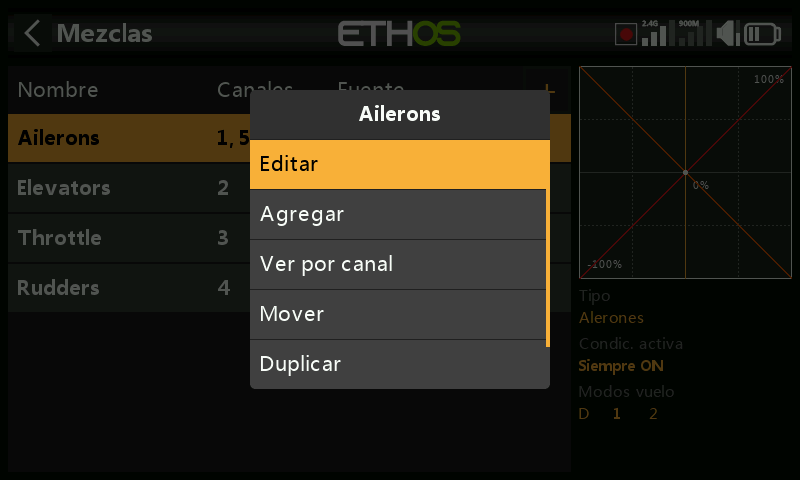 Mezclas
ETHOS
2.4G
900M
Nombre
Canales
Fuente
+
Ailerons
1, 5
Elevators
2
Throttle
3
Rudders
4
Ailerons
Editar
Agregar
Ver por canal
Mover
Duplicar
100%
0%
-100%
Tipo
Alerones
Condic. activa
Siempre ON
Modos vuelo
D 1 2